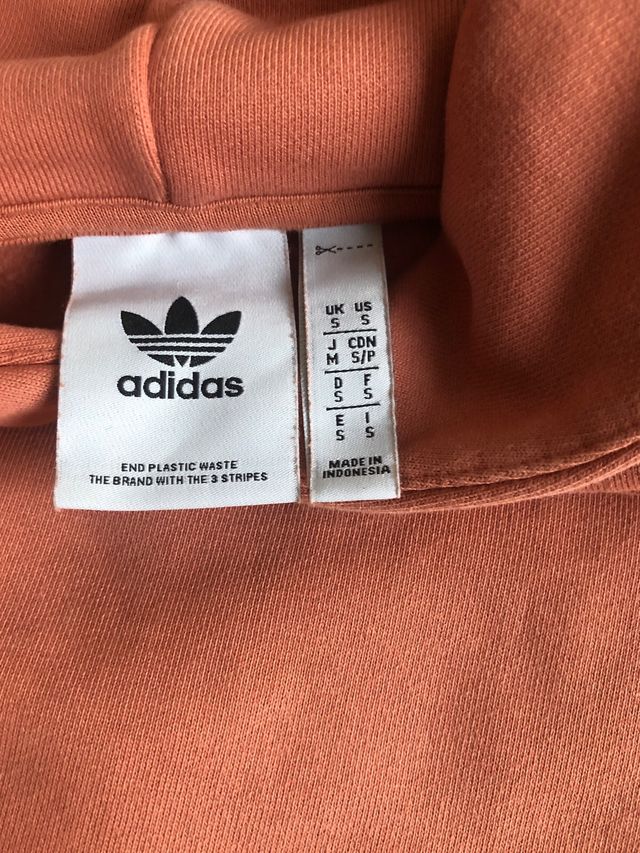 adidas
END PLASTIC WASTE
THE BRAND WITH THE 3 STRIPES
UK US
S S
J CDN
M S/P
D F
S S
E I
S S
MADE IN
INDONESIA